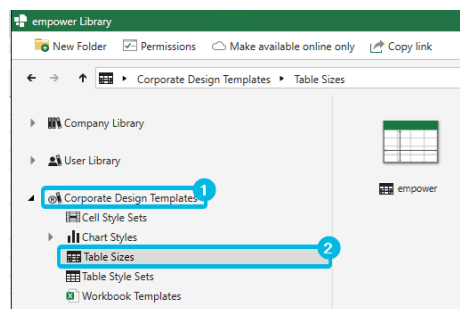 empower Library
New Folder Permissions Make available online only Copy link
Corporate Design Templates Table Sizes
Company Library
User Library
Corporate Design Templates 1
Cell Style Sets
Chart Styles
Table Sizes 2
Table Style Sets
Workbook Templates
empower